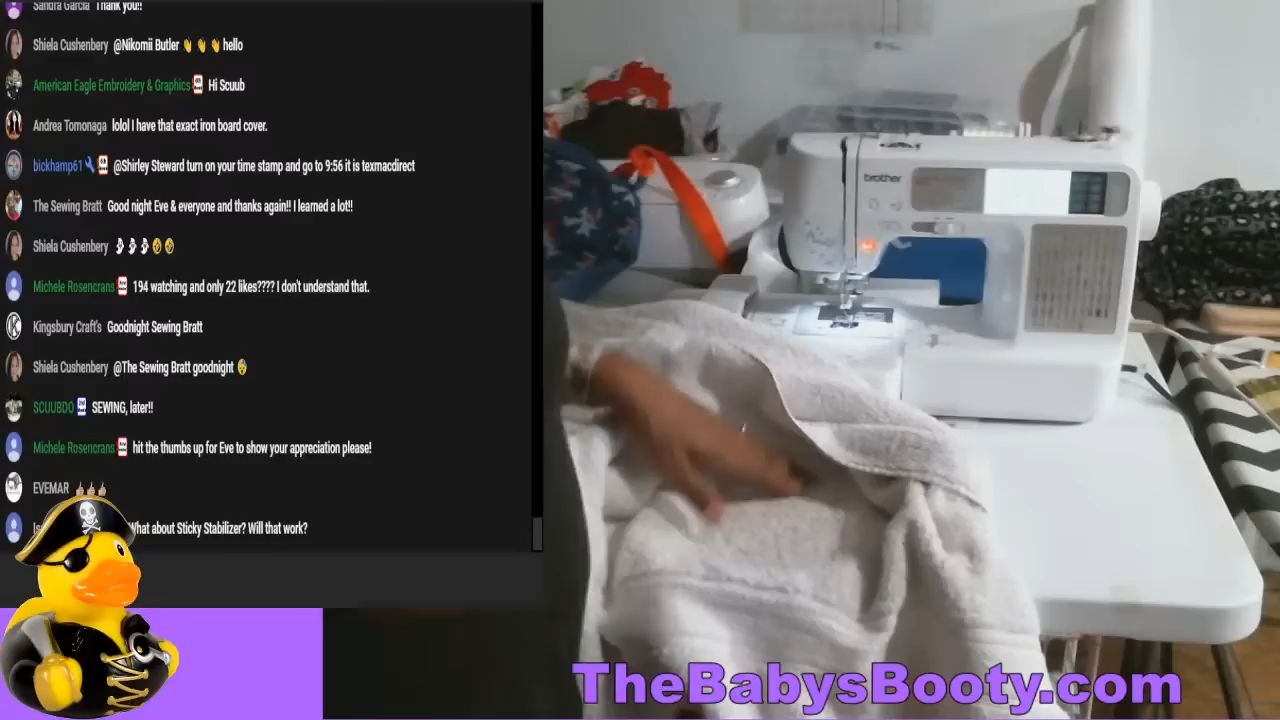 Sandra Garcia Thank you!!
Shiela Cushenbery @Nikomii Butler 👏 👏 👏 hello
American Eagle Embroidery & Graphics Hi Scuub
Andrea Tomonaga lolol I have that exact iron board cover.
bickhamp61 @Shirley Steward turn on your time stamp and go to 9:56 it is texmacdirect
The Sewing Bratt Good night Eve & everyone and thanks again!! I learned a lot!!
Shiela Cushenbery
Michele Rosencrans 194 watching and only 22 likes???? I don't understand that.
Kingsbury Craft's Goodnight Sewing Bratt
Shiela Cushenbery @The Sewing Bratt goodnight
SCUUBDO SEWING, later!!
Michele Rosencrans hit the thumbs up for Eve to show your appreciation please!
EVEMAR
What about Sticky Stabilizer? Will that work?
brother
TheBabysBooty.com